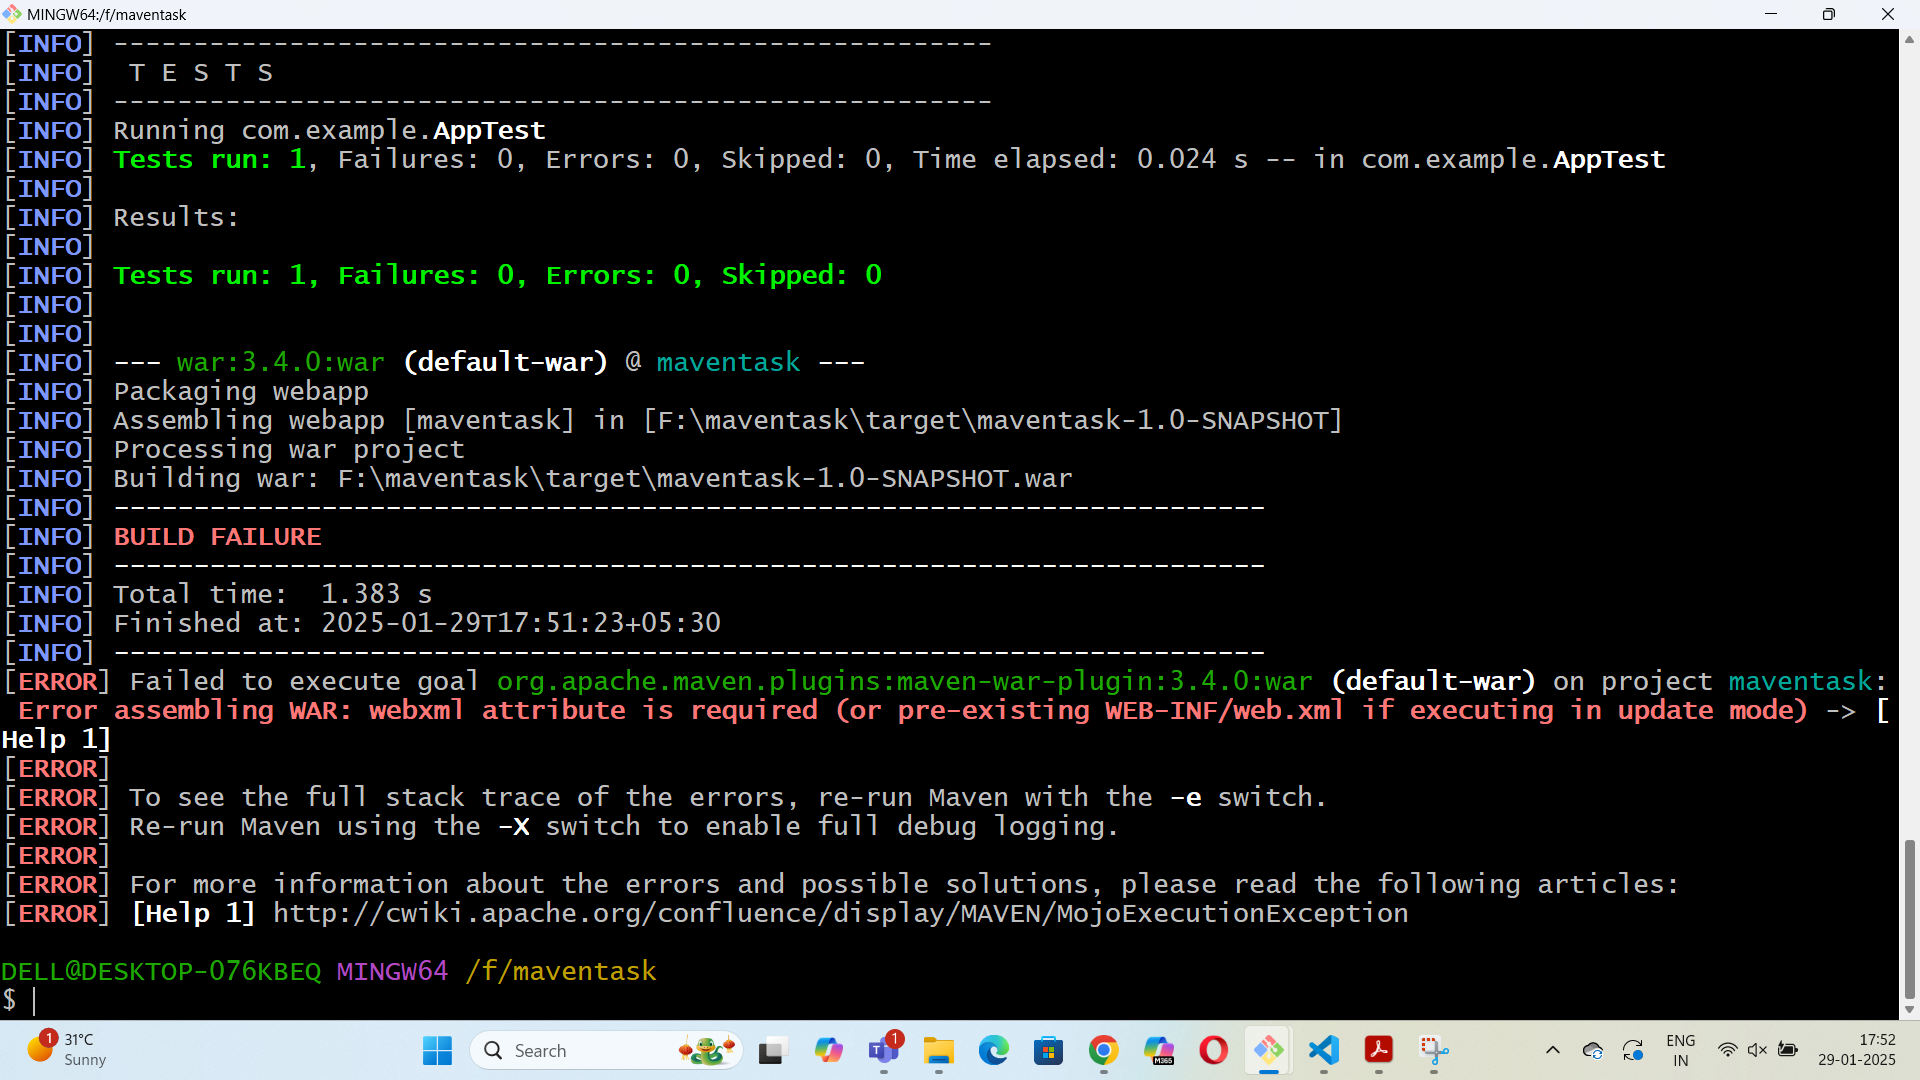 MINGW64:/f/maventask
[INFO] -------------------------------------------------------
[INFO]  T E S T S
[INFO] -------------------------------------------------------
[INFO] Running com.example.AppTest
[INFO] Tests run: 1, Failures: 0, Errors: 0, Skipped: 0, Time elapsed: 0.024 s -- in com.example.AppTest
[INFO]
[INFO] Results:
[INFO]
[INFO] Tests run: 1, Failures: 0, Errors: 0, Skipped: 0
[INFO]
[INFO]
[INFO] --- war:3.4.0:war (default-war) @ maventask ---
[INFO] Packaging webapp
[INFO] Assembling webapp [maventask] in [F:\maventask\target\maventask-1.0-SNAPSHOT]
[INFO] Processing war project
[INFO] Building war: F:\maventask\target\maventask-1.0-SNAPSHOT.war
[INFO] ------------------------------------------------------------------------
[INFO] BUILD FAILURE
[INFO] ------------------------------------------------------------------------
[INFO] Total time:  1.383 s
[INFO] Finished at: 2025-01-29T17:51:23+05:30
[INFO] ------------------------------------------------------------------------
[ERROR] Failed to execute goal org.apache.maven.plugins:maven-war-plugin:3.4.0:war (default-war) on project maventask:
 Error assembling WAR: webxml attribute is required (or pre-existing WEB-INF/web.xml if executing in update mode) -> [
Help 1]
[ERROR]
[ERROR] To see the full stack trace of the errors, re-run Maven with the -e switch.
[ERROR] Re-run Maven using the -X switch to enable full debug logging.
[ERROR]
[ERROR] For more information about the errors and possible solutions, please read the following articles:
[ERROR] [Help 1] http://cwiki.apache.org/confluence/display/MAVEN/MojoExecutionException
DELL@DESKTOP-076KBEQ MINGW64 /f/maventask
$
1
31°C
Sunny
Search
1
M365
ENG
IN
17:52
29-01-2025